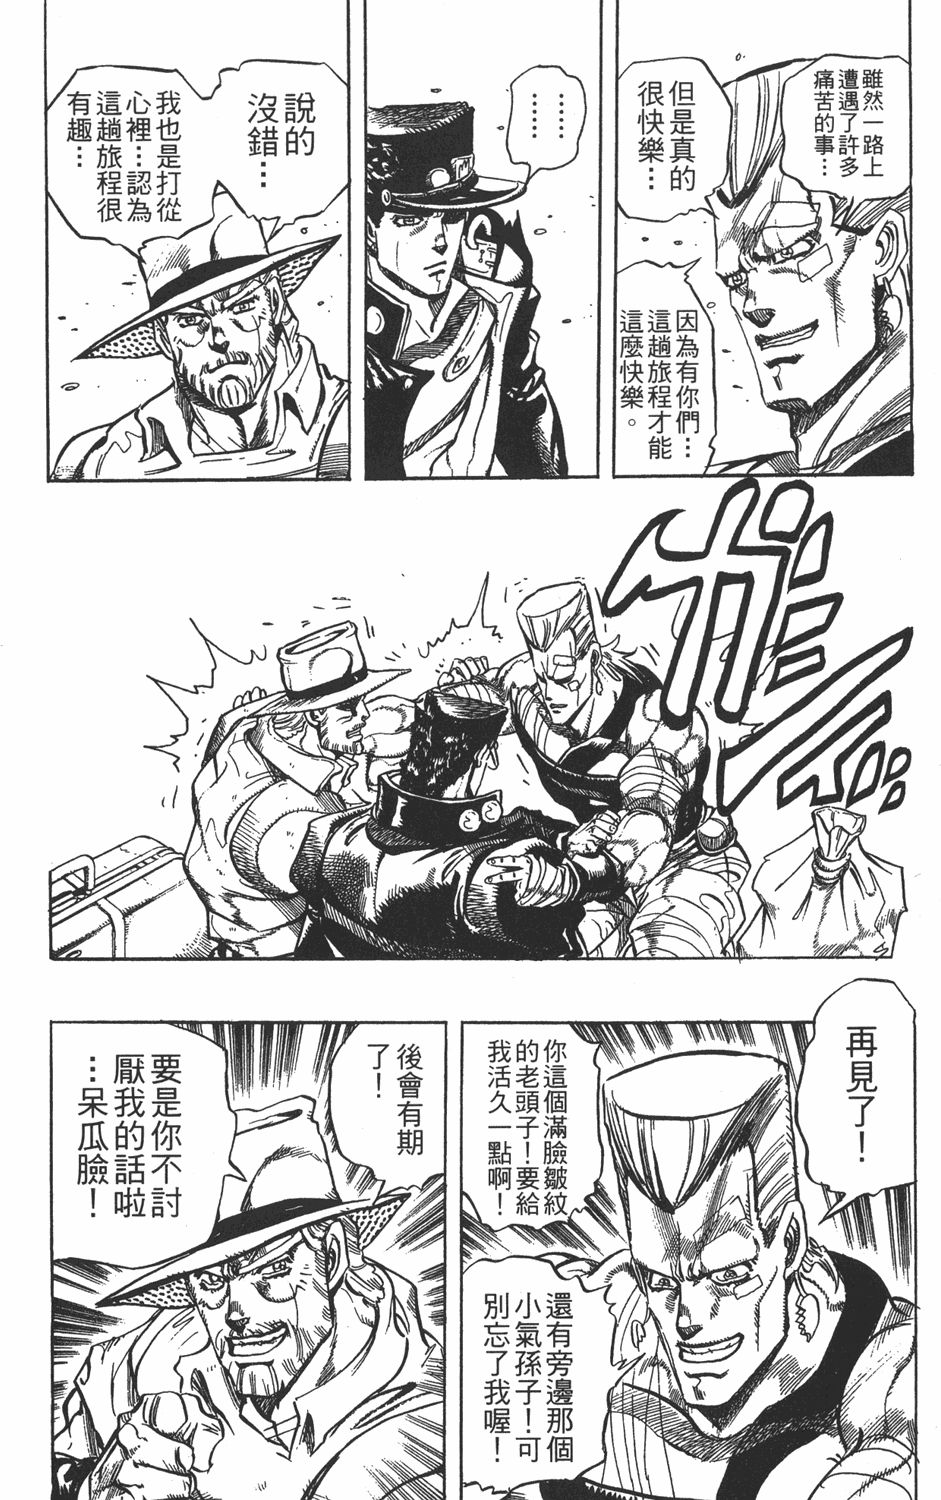 雖然一路上
遭遇了許多
痛苦的事…
但是真的
很快樂…
因為有你們…
這趟旅程才能
這麼快樂。
……
……
說的
沒錯…
我也是打從
心裡…認為
這趟旅程很
有趣…
ガシッ
再見了！
你這個滿臉皺紋
的老頭子！要給
我活久一點啊！
還有旁邊那個
小氣孫子！可
別忘了我喔！
後會有期
了！
要是你不討
厭我的話啦
…呆瓜臉！